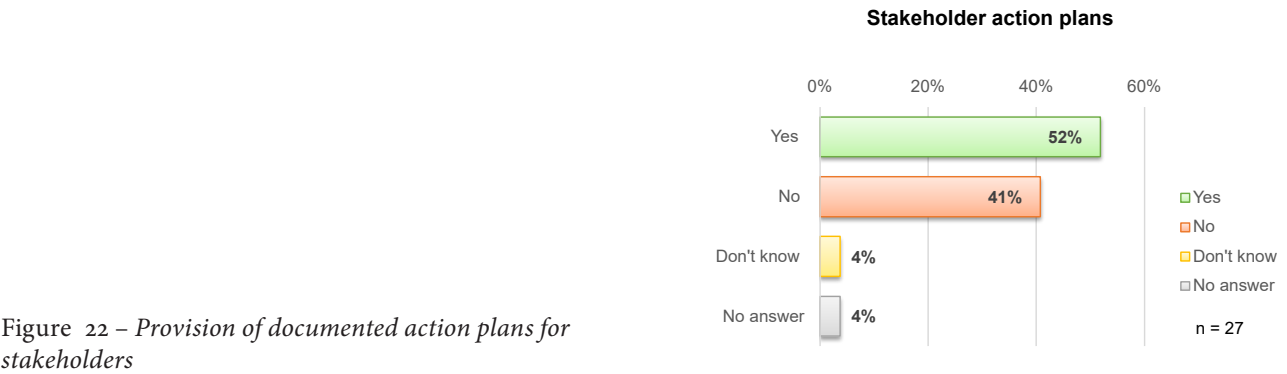 Stakeholder action plans
0% 20% 40% 60%
Yes 52%
No 41%
Don't know 4%
No answer 4%
Yes
No
Don't know
No answer
n = 27
Figure 22 – Provision of documented action plans for
stakeholders